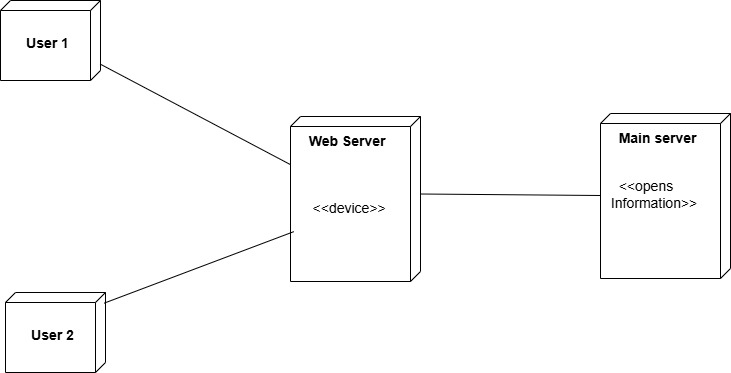 User 1
Web Server
<<device>>
Main server
<<opens
Information>>
User 2